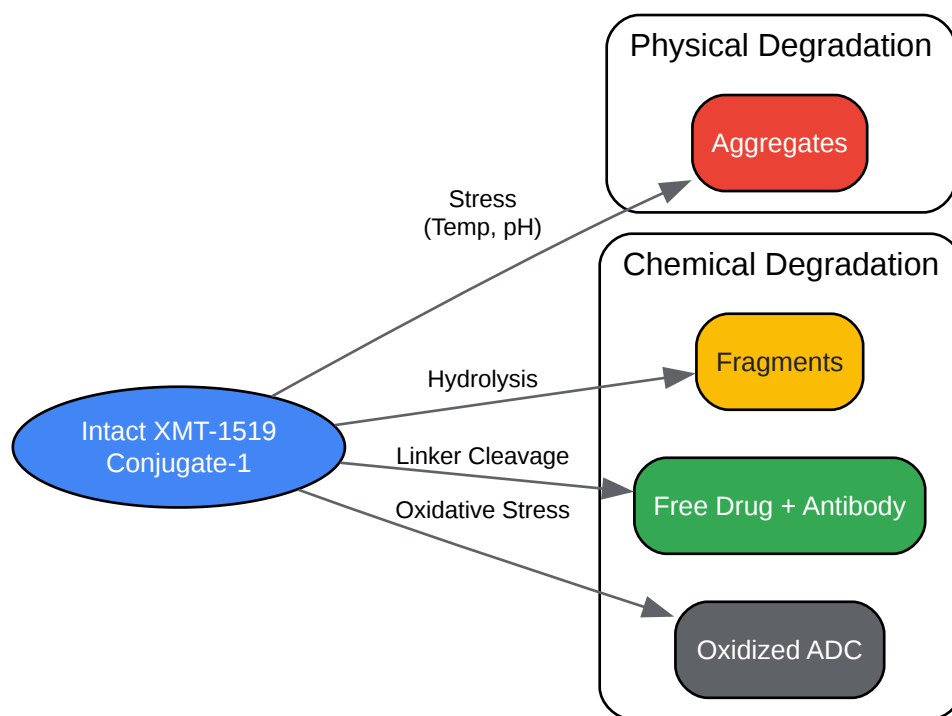 Physical Degradation
Aggregates
Stress
(Temp, pH)
Chemical Degradation
Fragments
Hydrolysis
Intact XMT-1519
Conjugate-1
Linker Cleavage
Free Drug + Antibody
Oxidative Stress
Oxidized ADC